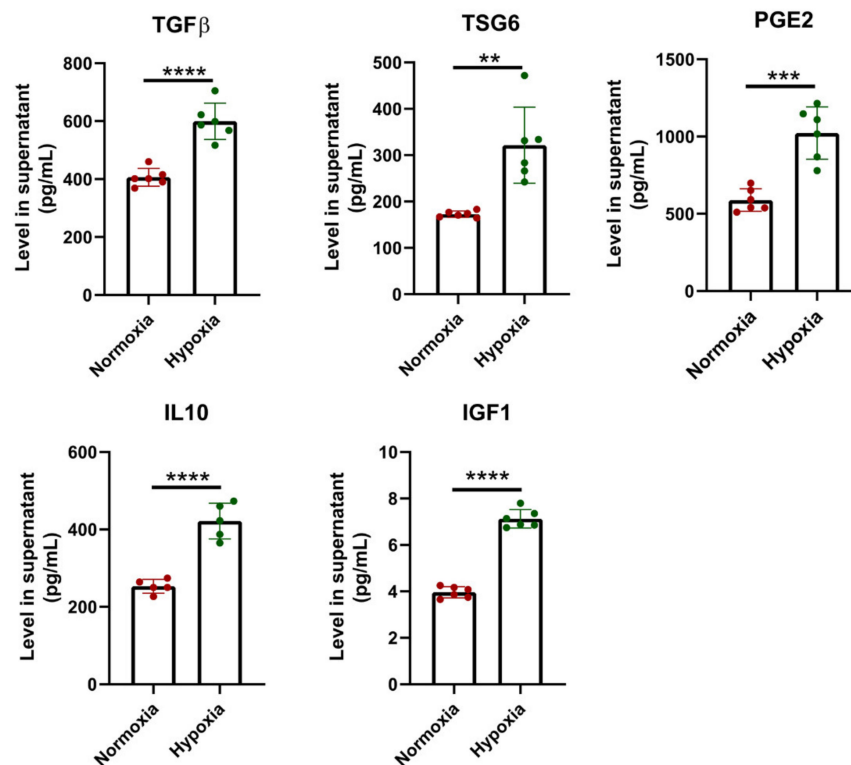 TGFβ
Level in supernatant
(pg/mL)
800
600
400
200
0
****
Normoxia
Hypoxia
TSG6
Level in supernatant
(pg/mL)
500
400
300
200
100
0
**
Normoxia
Hypoxia
PGE2
Level in supernatant
(pg/mL)
1500
1000
500
0
***
Normoxia
Hypoxia
IL10
Level in supernatant
(pg/mL)
600
400
200
0
****
Normoxia
Hypoxia
IGF1
Level in supernatant
(pg/mL)
10
8
6
4
2
0
****
Normoxia
Hypoxia